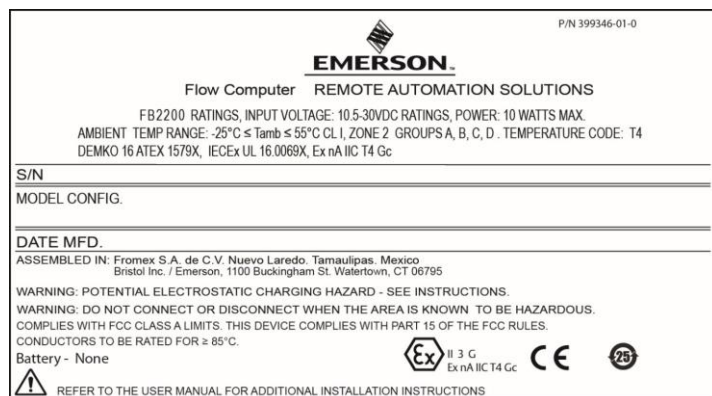 P/N 399346-01-0
EMERSON™
Flow Computer REMOTE AUTOMATION SOLUTIONS
FB2200 RATINGS, INPUT VOLTAGE: 10.5-30VDC RATINGS, POWER: 10 WATTS MAX.
AMBIENT TEMP RANGE: -25°C ≤ Tamb ≤ 55°C CL I, ZONE 2 GROUPS A, B, C, D . TEMPERATURE CODE: T4
DEMKO 16 ATEX 1579X, IECEx UL 16.0069X, Ex nA IIC T4 Gc
S/N
MODEL CONFIG.
DATE MFD.
ASSEMBLED IN: Fromex S.A. de C.V. Nuevo Laredo. Tamaulipas. Mexico
Bristol Inc. / Emerson, 1100 Buckingham St. Watertown, CT 06795
WARNING: POTENTIAL ELECTROSTATIC CHARGING HAZARD - SEE INSTRUCTIONS.
WARNING: DO NOT CONNECT OR DISCONNECT WHEN THE AREA IS KNOWN TO BE HAZARDOUS.
COMPLIES WITH FCC CLASS A LIMITS. THIS DEVICE COMPLIES WITH PART 15 OF THE FCC RULES.
CONDUCTORS TO BE RATED FOR ≥ 85°C.
Battery - None
Ex II 3 G
Ex nA IIC T4 Gc
CE
25
REFER TO THE USER MANUAL FOR ADDITIONAL INSTALLATION INSTRUCTIONS